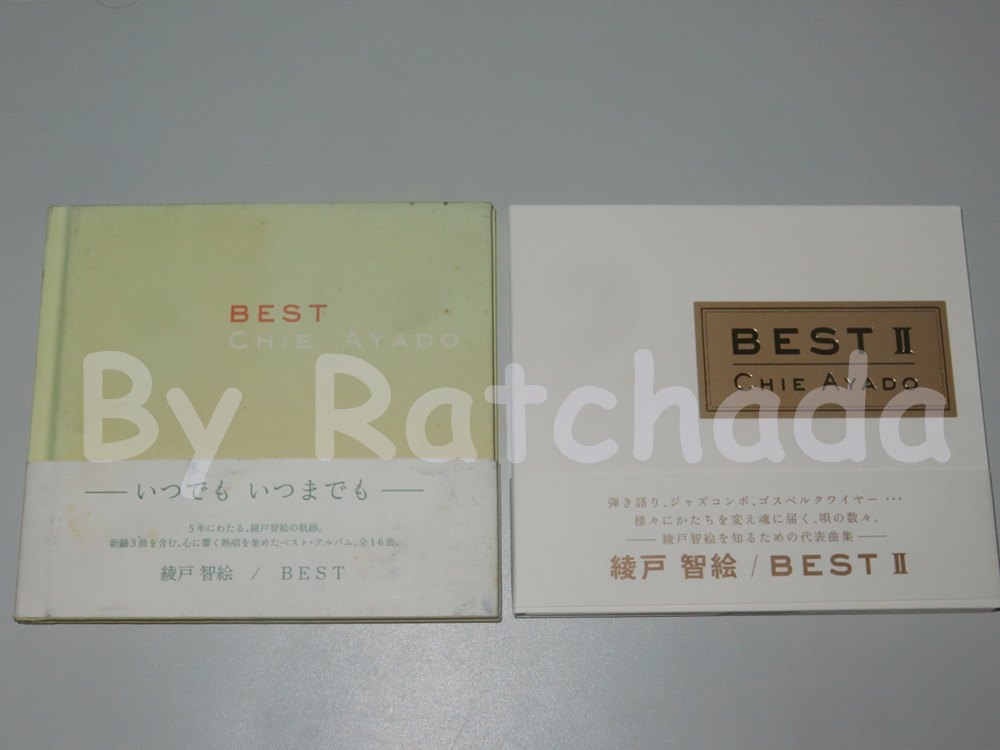 BEST
CHIE AYADO
いつでも いつまでも
5年にわたる、綾戸智絵の軌跡。
新録3曲を含む、心に響く熱唱を集めたベスト・アルバム。全16曲。
綾戸 智絵 / BEST
BEST II
CHIE AYADO
弾き語り、ジャズコンボ、ゴスペルクワイヤー・・・
様々にかたちを変え魂に届く、唄の数々。
綾戸智絵を知るための代表曲集
綾戸 智絵 / BEST II
By Ratchada